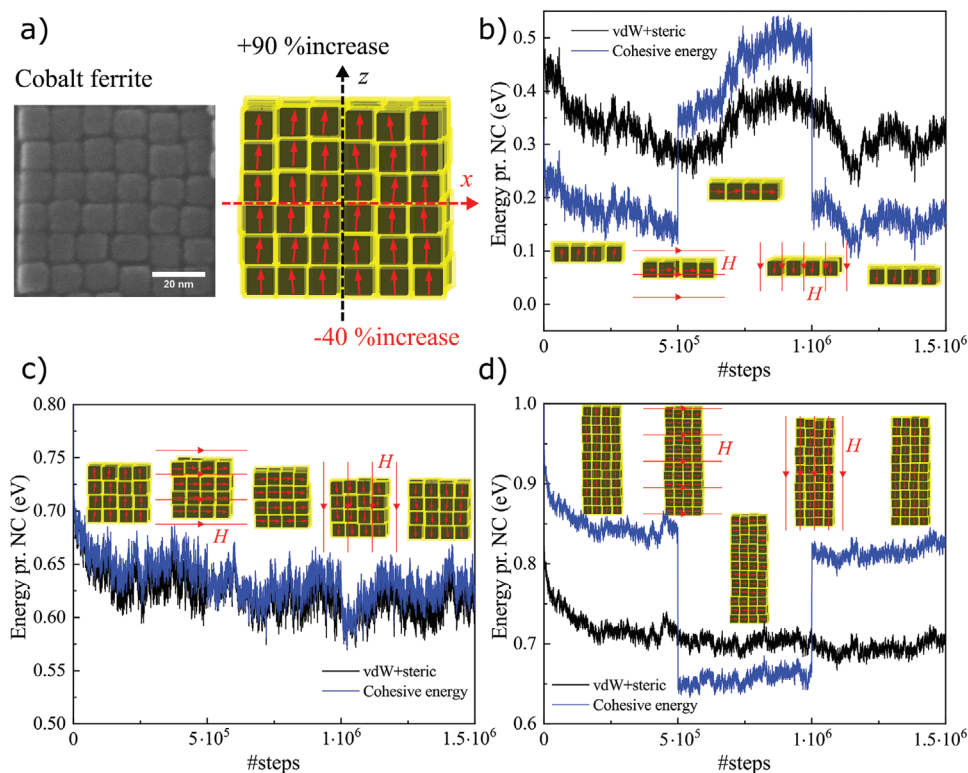 a)
+90 %increase
z
Cobalt ferrite
x
20 nm
-40 %increase
b)
vdW+steric
Cohesive energy
Energy pr. NC (eV)
0.5
0.4
0.3
0.2
0.1
0.0
H
H
0
5·10⁵
1·10⁶
1.5·10⁶
#steps
c)
Energy pr. NC (eV)
0.80
0.75
0.70
0.65
0.60
0.55
0.50
H
H
vdW+steric
Cohesive energy
0
5·10⁵
1·10⁶
1.5·10⁶
#steps
d)
Energy pr. NC (eV)
1.0
0.9
0.8
0.7
0.6
H
H
vdW+steric
Cohesive energy
0
5·10⁵
1·10⁶
1.5·10⁶
#steps